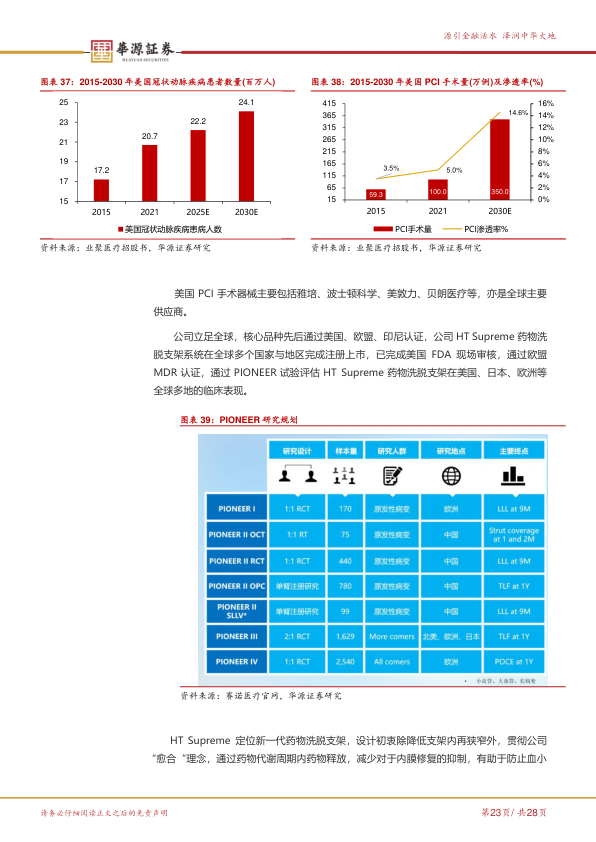 源引金融活水 泽润中华大地
华源证券
HUAYUAN SECURITIES
图表 37：2015-2030 年美国冠状动脉疾病患者数量(百万人)
25
23
21
19
17
15
17.2
20.7
22.2
24.1
2015
2021
2025E
2030E
美国冠状动脉疾病患病人数
资料来源：业聚医疗招股书，华源证券研究
图表 38：2015-2030 年美国 PCI 手术量(万例)及渗透率(%)
415
365
315
265
215
165
115
65
15
59.3
100.0
350.0
3.5%
5.0%
14.6%
16%
14%
12%
10%
8%
6%
4%
2%
0%
2015
2021
2030E
PCI手术量
PCI渗透率%
资料来源：业聚医疗招股书，华源证券研究
美国 PCI 手术器械主要包括雅培、波士顿科学、美敦力、贝朗医疗等，亦是全球主要
供应商。
公司立足全球，核心品种先后通过美国、欧盟、印尼认证，公司 HT Supreme 药物洗
脱支架系统在全球多个国家与地区完成注册上市，已完成美国 FDA 现场审核，通过欧盟
MDR 认证，通过 PIONEER 试验评估 HT Supreme 药物洗脱支架在美国、日本、欧洲等
全球多地的临床表现。
图表 39：PIONEER 研究规划
研究设计 样本量 研究人群 研究地点 主要终点
PIONEER I 1:1 RCT 170 原发性病变 欧洲 LLL at 9M
PIONEER II OCT 1:1 RT 75 原发性病变 中国 Strut coverage
at 1 and 2M
PIONEER II RCT 1:1 RCT 440 原发性病变 中国 LLL at 9M
PIONEER II OPC 单臂注册研究 780 原发性病变 中国 TLF at 1Y
PIONEER II
SLLV* 单臂注册研究 99 原发性病变 中国 LLL at 9M
PIONEER III 2:1 RCT 1,629 More comers 北美、欧洲、日本 TLF at 1Y
PIONEER IV 1:1 RCT 2,540 All comers 欧洲 POCE at 1Y
• 小血管、大血管、长病变
资料来源：赛诺医疗官网，华源证券研究
HT Supreme 定位新一代药物洗脱支架，设计初衷除降低支架内再狭窄外，贯彻公司
“愈合 “理念，通过药物代谢周期内药物释放，减少对于内膜修复的抑制，有助于防止血小
请务必仔细阅读正文之后的免责声明
第23页/ 共28页